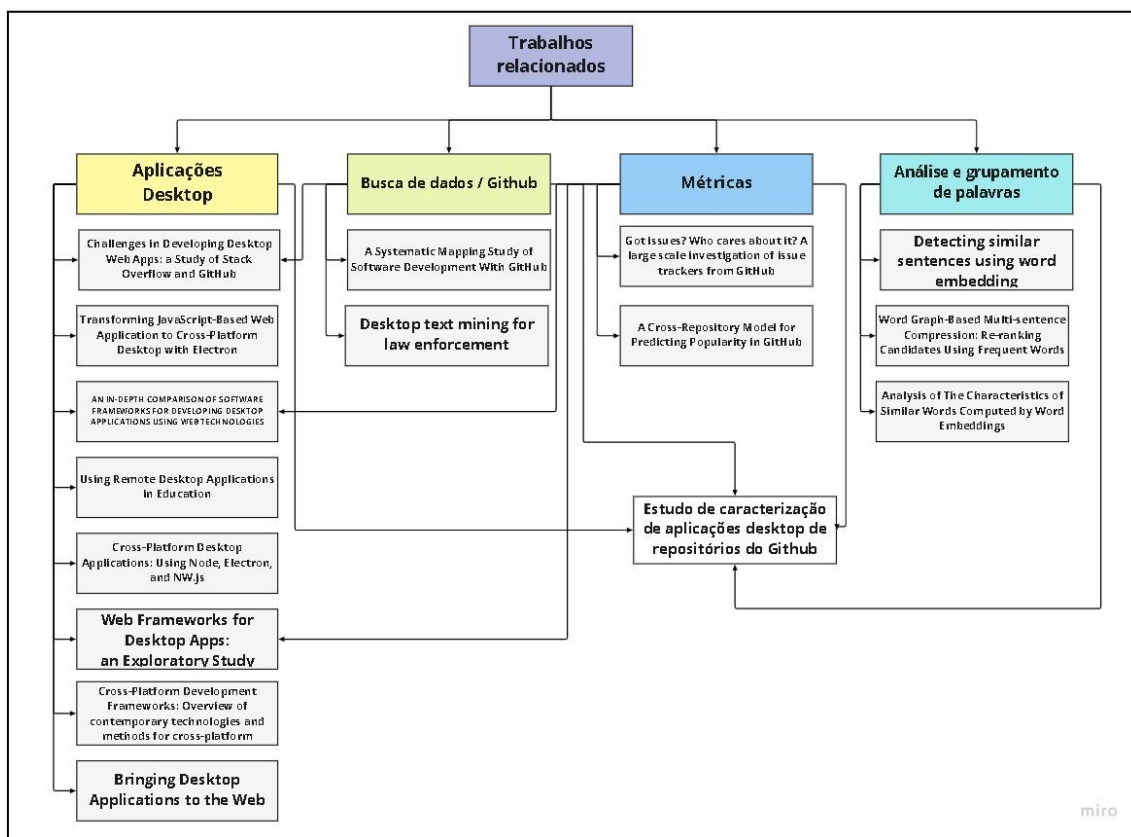 Trabalhos
relacionados
Aplicações
Desktop
Challenges in Developing Desktop
Web Apps: a Study of Stack
Overflow and GitHub
Transforming JavaScript-Based Web
Application to Cross-Platform
Desktop with Electron
AN IN-DEPTH COMPARISON OF SOFTWARE
FRAMEWORKS FOR DEVELOPING DESKTOP
APPLICATIONS USING WEB TECHNOLOGIES
Using Remote Desktop Applications
in Education
Cross-Platform Desktop
Applications: Using Node, Electron,
and NW.js
Web Frameworks for
Desktop Apps:
an Exploratory Study
Cross-Platform Development
Frameworks: Overview of
contemporary technologies and
methods for cross-platform
Bringing Desktop
Applications to the Web
Busca de dados / Github
A Systematic Mapping Study of
Software Development With GitHub
Desktop text mining for
law enforcement
Métricas
Got issues? Who cares about it? A
large scale investigation of issue
trackers from GitHub
A Cross-Repository Model for
Predicting Popularity in GitHub
Estudo de caracterização
de aplicações desktop de
repositórios do Github
Análise e grupamento
de palavras
Detecting similar
sentences using word
embedding
Word Graph-Based Multi-sentence
Compression: Re-ranking
Candidates Using Frequent Words
Analysis of The Characteristics of
Similar Words Computed by Word
Embeddings
miro